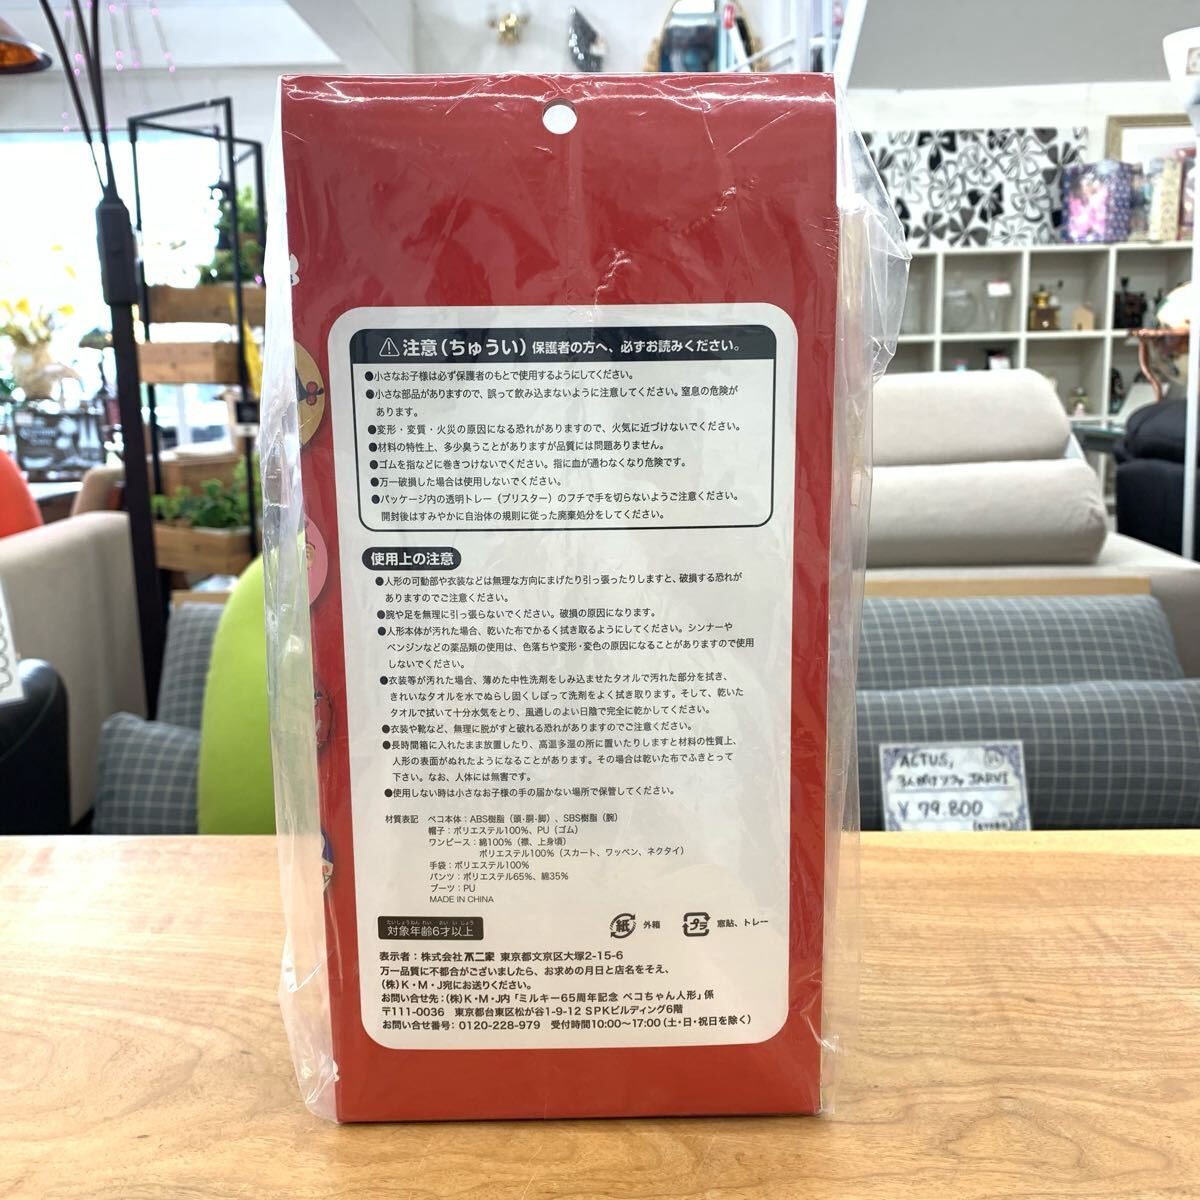 注意(ちゅうい) 保護者の方へ、必ずお読みください。
●小さなお子様は必ず保護者のもとで使用するようにしてください。
●小さな部品がありますので、誤って飲み込まないように注意してください。窒息の危険が
あります。
●変形・変質・火災の原因になる恐れがありますので、火気に近づけないでください。
●材料の特性上、多少臭うことがありますが品質には問題ありません。
●ゴムを指などに巻きつけないでください。指に血が通わなくなり危険です。
●万一破損した場合は使用しないでください。
●パッケージ内の透明トレー(ブリスター)のフチで手を切らないようご注意ください。
開封後はすみやかに自治体の規則に従った廃棄処分をしてください。
使用上の注意
●人形の可動部や衣装などは無理な方向にまげたり引っ張ったりしますと、破損する恐れが
ありますのでご注意ください。
●腕や足を無理に引っ張らないでください。破損の原因になります。
●人形本体が汚れた場合、乾いた布でかるく拭き取るようにしてください。シンナーや
ベンジンなどの薬品類の使用は、色落ちや変形・変色の原因になることがありますので使用
しないでください。
●衣装等が汚れた場合、薄めた中性洗剤をしみ込ませたタオルで汚れた部分を拭き、
きれいなタオルを水でぬらし固くしぼって洗剤をよく拭き取ります。そして、乾いた
タオルで拭いて十分水気をとり、風通しのよい日陰で完全に乾かしてください。
●衣装や靴など、無理に脱がすと破れる恐れがありますのでご注意ください。
●長時間箱に入れたまま放置したり、高温多湿の所に置いたりしますと材料の性質上、
人形の表面がぬれたようになることがあります。その場合は乾いた布でふきとって
下さい。なお、人体には無害です。
●使用しない時は小さなお子様の手の届かない場所で保管してください。
材質表記 ペコ本体:ABS樹脂(頭・胴・脚)、SBS樹脂(腕)
帽子:ポリエステル100%、PU(ゴム)
ワンピース:綿100%(襟、上身頃)
ポリエステル100%(スカート、ワッペン、ネクタイ)
手袋:ポリエステル100%
パンツ:ポリエステル65%、綿35%
ブーツ:PU
MADE IN CHINA
たいしょうねんれい さい い じょう
対象年齢6才以上
紙 外箱 プラ 窓貼、トレー
表示者:株式会社 不二家 東京都文京区大塚2-15-6
万一品質に不都合がございましたら、お求めの月日と店名をそえ、
(株)K・M・J宛にお送りください。
お問い合せ先:(株)K・M・J内「ミルキー65周年記念 ペコちゃん人形」係
〒111-0036 東京都台東区松が谷1-9-12 SPKビルディング6階
お問い合せ番号:0120-228-979 受付時間10:00〜17:00(土・日・祝日を除く)
ACTUS,
3人掛けソファ JARVI
¥79.800